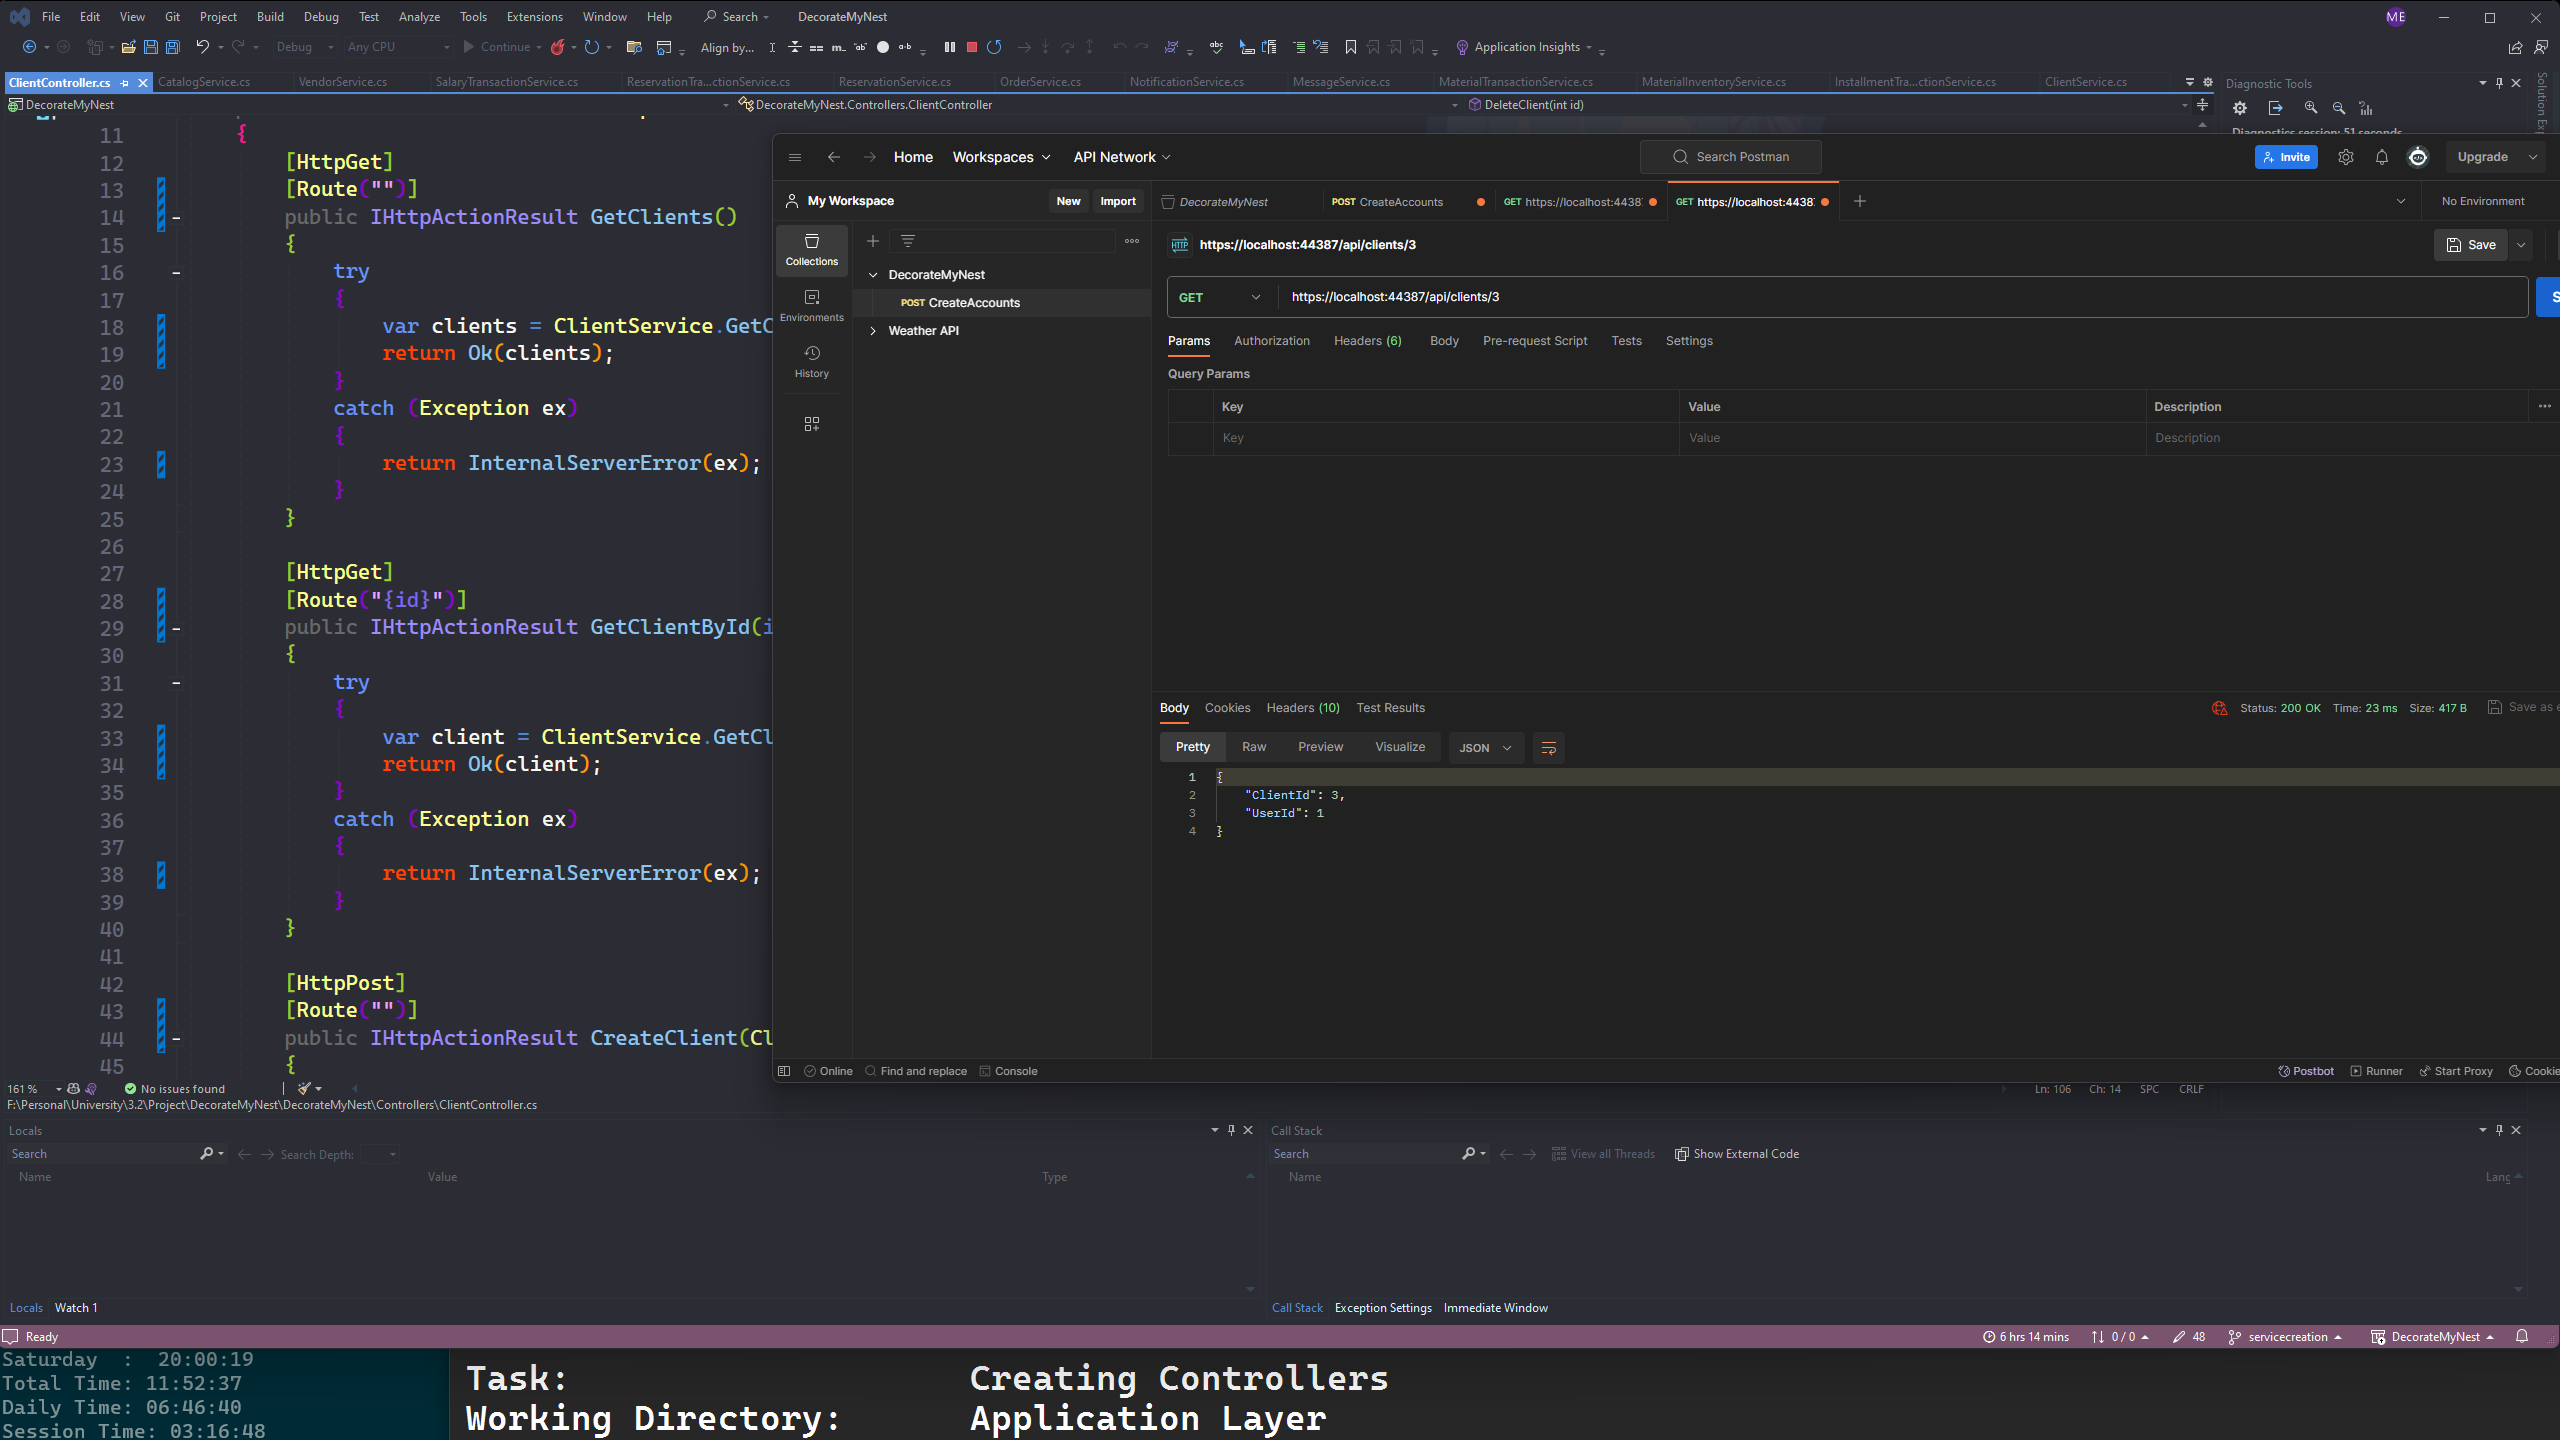 File Edit View Git Project Build Debug Test Analyze Tools Extensions Window Help Search DecorateMyNest ME
Debug Any CPU Continue Align by... Application Insights
ClientController.cs CatalogService.cs VendorService.cs SalaryTransactionService.cs ReservationTra...ctionService.cs ReservationService.cs OrderService.cs NotificationService.cs MessageService.cs MaterialTransactionService.cs MaterialInventoryService.cs InstallmentTra...ctionService.cs ClientService.cs
Diagnostic Tools
DecorateMyNest DecorateMyNest.Controllers.ClientController DeleteClient(int id)
Diagnostics session: 51 seconds
Solution Exp
11 {
12 [HttpGet]
13 [Route("")]
14 public IHttpActionResult GetClients()
15 {
16 try
17 {
18 var clients = ClientService.GetC
19 return Ok(clients);
20 }
21 catch (Exception ex)
22 {
23 return InternalServerError(ex);
24 }
25 }
26
27 [HttpGet]
28 [Route("{id}")]
29 public IHttpActionResult GetClientById(i
30 {
31 try
32 {
33 var client = ClientService.GetCl
34 return Ok(client);
35 }
36 catch (Exception ex)
37 {
38 return InternalServerError(ex);
39 }
40 }
41
42 [HttpPost]
43 [Route("")]
44 public IHttpActionResult CreateClient(Cl
45 {
Home Workspaces API Network Search Postman Invite Upgrade
My Workspace New Import DecorateMyNest POST CreateAccounts GET https://localhost:4438 GET https://localhost:4438 No Environment
Collections
Environments
History
DecorateMyNest
POST CreateAccounts
Weather API
HTTP https://localhost:44387/api/clients/3 Save
GET https://localhost:44387/api/clients/3 S
Params Authorization Headers (6) Body Pre-request Script Tests Settings
Query Params
Key Value Description
Key Value Description
Body Cookies Headers (10) Test Results Status: 200 OK Time: 23 ms Size: 417 B Save as e
Pretty Raw Preview Visualize JSON
1 {
2 "ClientId": 3,
3 "UserId": 1
4 }
Online Find and replace Console Postbot Runner Start Proxy Cookie
161 % No issues found Ln: 106 Ch: 14 SPC CRLF
F:\Personal\University\3.2\Project\DecorateMyNest\DecorateMyNest\Controllers\ClientController.cs
Locals
Search Search Depth:
Name Value Type
Locals Watch 1
Call Stack
Search View all Threads Show External Code
Name Lang
Call Stack Exception Settings Immediate Window
Ready 6 hrs 14 mins 0 / 0 48 servicecreation DecorateMyNest
Saturday : 20:00:19
Total Time: 11:52:37
Daily Time: 06:46:40
Session Time: 03:16:48
Task: Creating Controllers
Working Directory: Application Layer